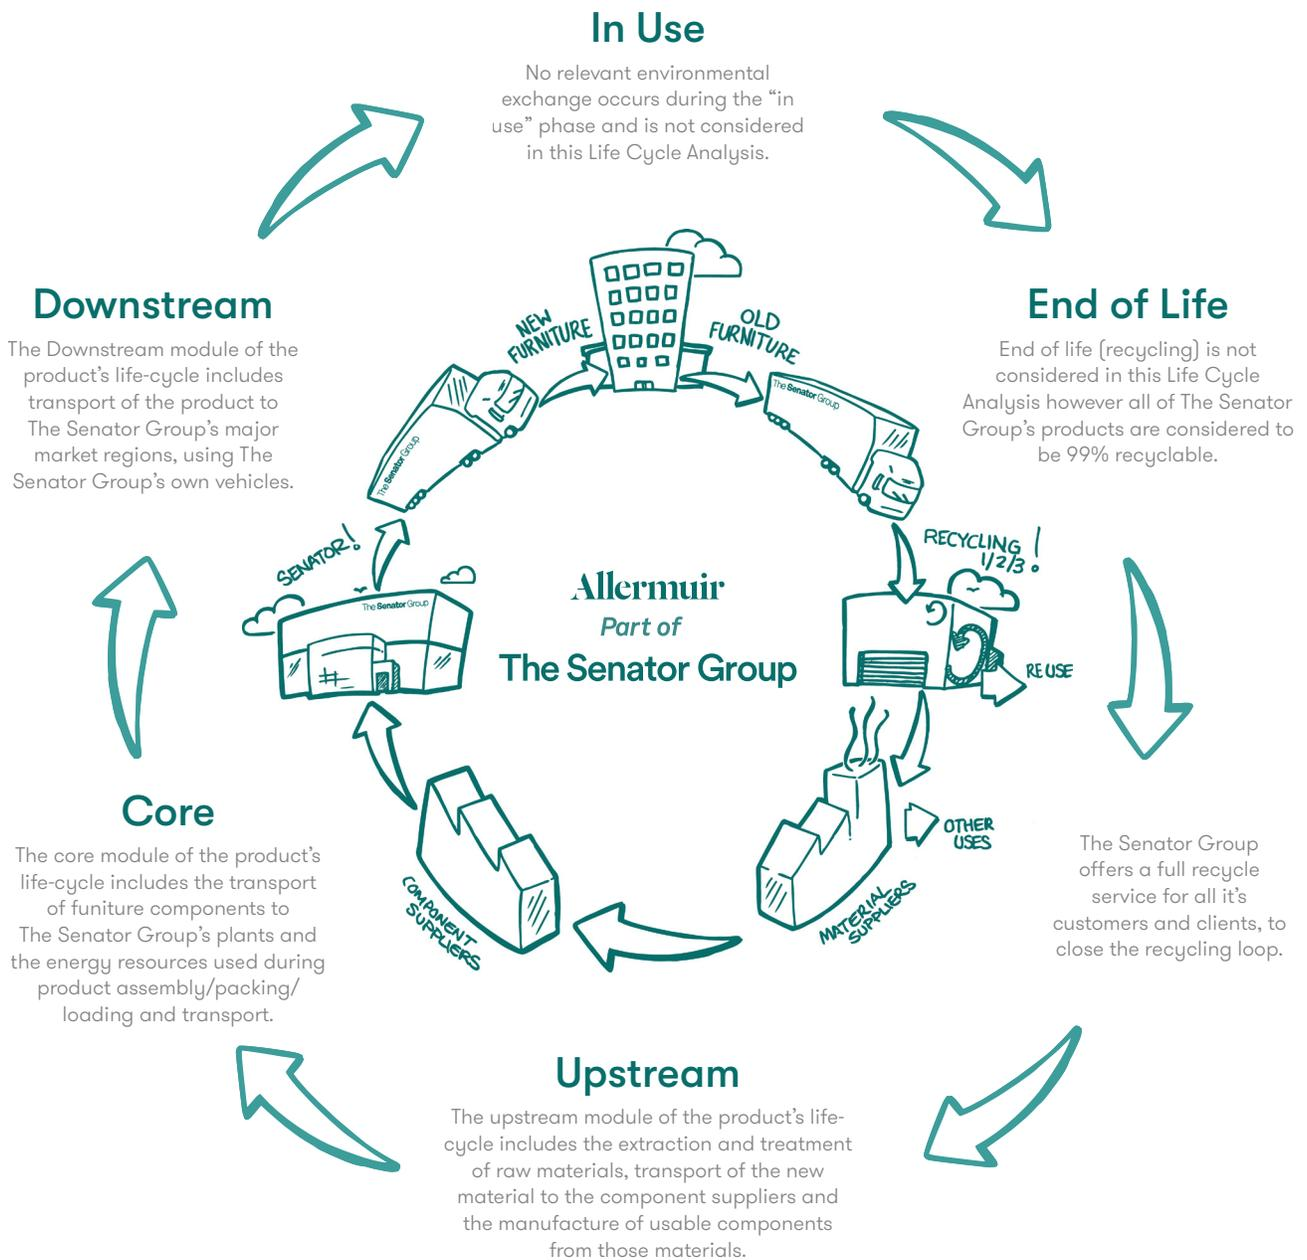 In Use
No relevant environmental
exchange occurs during the “in
use” phase and is not considered
in this Life Cycle Analysis.
Downstream
The Downstream module of the
product’s life-cycle includes
transport of the product to
The Senator Group’s major
market regions, using The
Senator Group’s own vehicles.
NEW
FURNITURE
OLD
FURNITURE
The Senator Group
The Senator Group
End of Life
End of life (recycling) is not
considered in this Life Cycle
Analysis however all of The Senator
Group’s products are considered to
be 99% recyclable.
SENATOR!
The Senator Group
Allermuir
Part of
The Senator Group
RECYCLING!
1/2/3
REUSE
Core
The core module of the product’s
life-cycle includes the transport
of funiture components to
The Senator Group’s plants and
the energy resources used during
product assembly/packing/
loading and transport.
COMPONENT
SUPPLIERS
MATERIAL
SUPPLIERS
OTHER
USES
The Senator Group
offers a full recycle
service for all it’s
customers and clients, to
close the recycling loop.
Upstream
The upstream module of the product’s life-
cycle includes the extraction and treatment
of raw materials, transport of the new
material to the component suppliers and
the manufacture of usable components
from those materials.